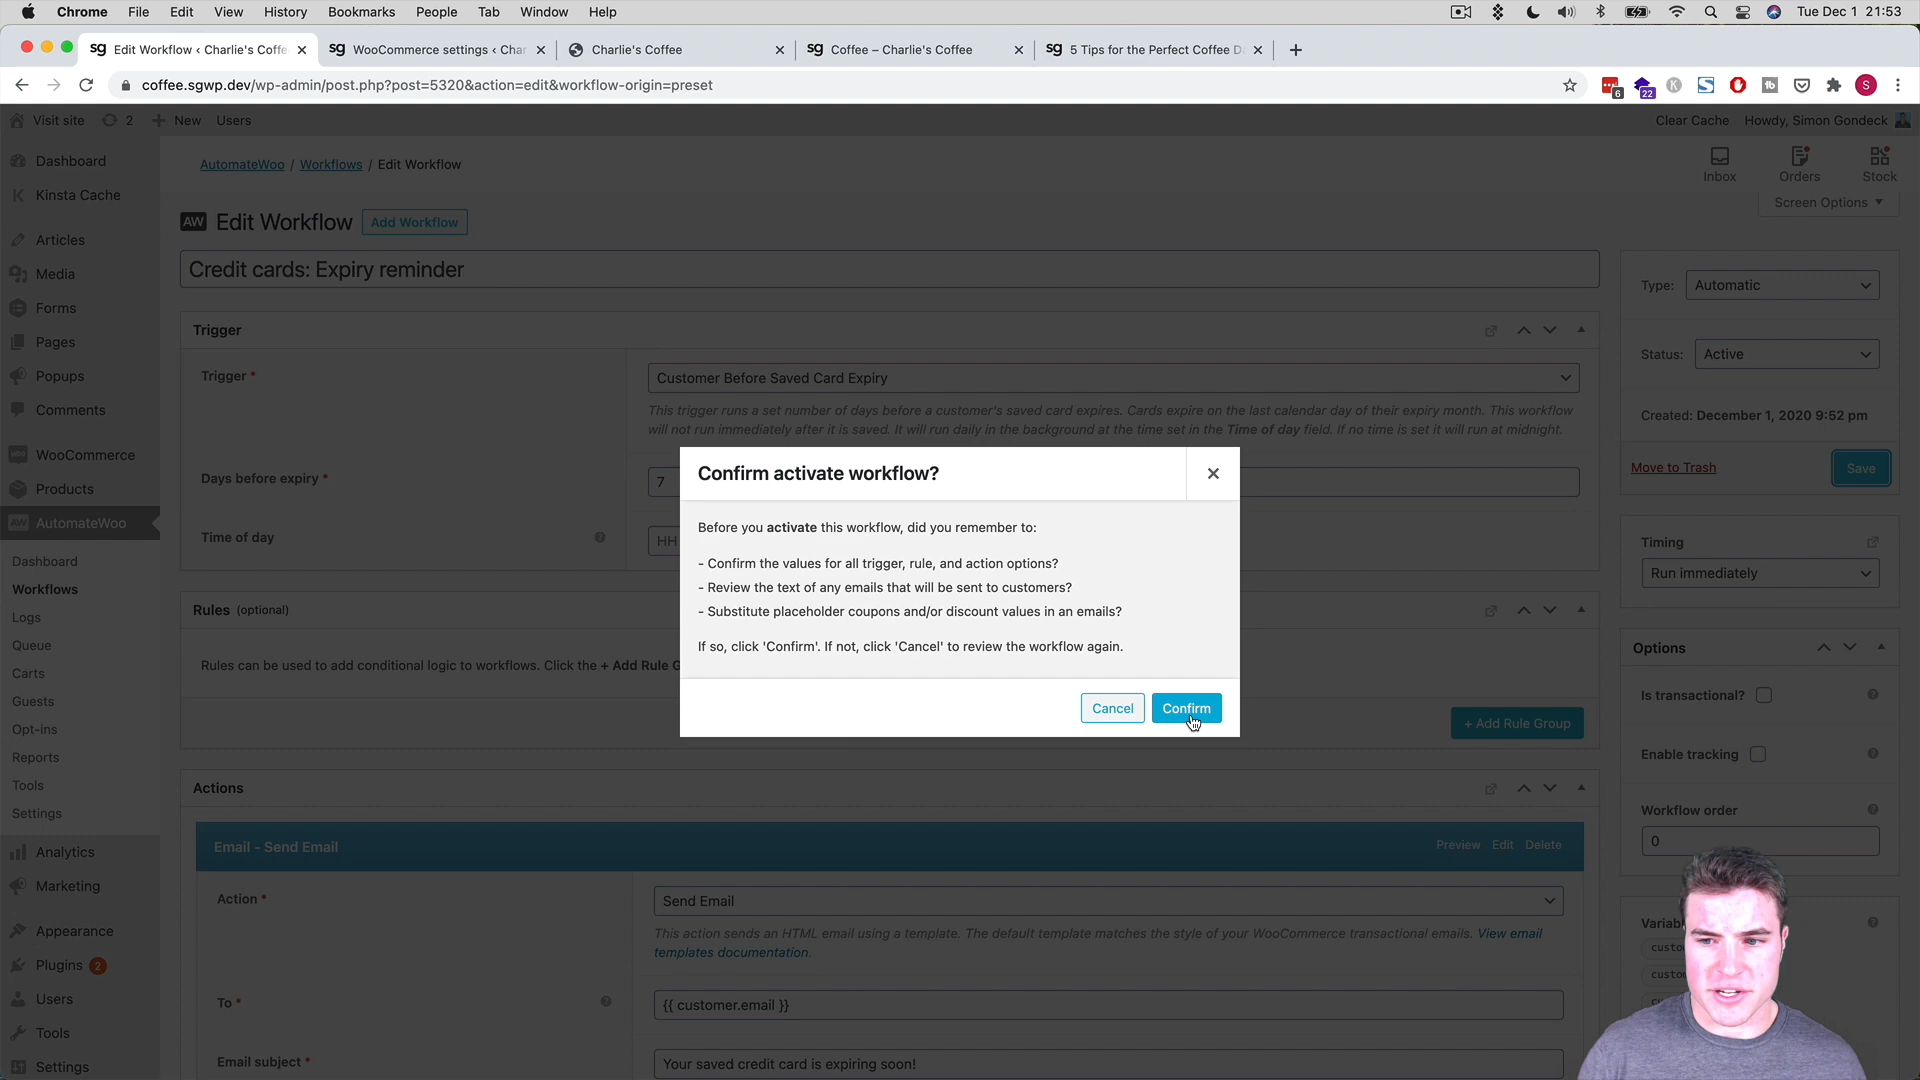 Chrome File Edit View History Bookmarks People Tab Window Help Tue Dec 1 21:53
sg Edit Workflow ‹ Charlie's Coffe
sg WooCommerce settings ‹ Char
Charlie's Coffee
sg Coffee – Charlie's Coffee
sg 5 Tips for the Perfect Coffee D
coffee.sgwp.dev/wp-admin/post.php?post=5320&action=edit&workflow-origin=preset
6 22 K S tb S
Visit site 2 New Users Clear Cache Howdy, Simon Gondeck
Dashboard
Kinsta Cache
Articles
Media
Forms
Pages
Popups
Comments
WooCommerce
Products
AW AutomateWoo
Dashboard
Workflows
Logs
Queue
Carts
Guests
Opt-ins
Reports
Tools
Settings
Analytics
Marketing
Appearance
Plugins 2
Users
Tools
Settings
AutomateWoo / Workflows / Edit Workflow
Inbox Orders Stock
Screen Options
AW Edit Workflow Add Workflow
Credit cards: Expiry reminder
Trigger
Trigger *
Customer Before Saved Card Expiry
This trigger runs a set number of days before a customer's saved card expires. Cards expire on the last calendar day of their expiry month. This workflow
will not run immediately after it is saved. It will run daily in the background at the time set in the Time of day field. If no time is set it will run at midnight.
Days before expiry *
7
Time of day
HH
Rules (optional)
Rules can be used to add conditional logic to workflows. Click the + Add Rule G
+ Add Rule Group
Confirm activate workflow?
Before you activate this workflow, did you remember to:
- Confirm the values for all trigger, rule, and action options?
- Review the text of any emails that will be sent to customers?
- Substitute placeholder coupons and/or discount values in an emails?
If so, click 'Confirm'. If not, click 'Cancel' to review the workflow again.
Cancel Confirm
Actions
Email - Send Email
Preview Edit Delete
Action *
Send Email
This action sends an HTML email using a template. The default template matches the style of your WooCommerce transactional emails. View email
templates documentation.
To *
{{ customer.email }}
Email subject *
Your saved credit card is expiring soon!
Type: Automatic
Status: Active
Created: December 1, 2020 9:52 pm
Move to Trash Save
Timing
Run immediately
Options
Is transactional?
Enable tracking
Workflow order
0
Variab
custo
custo